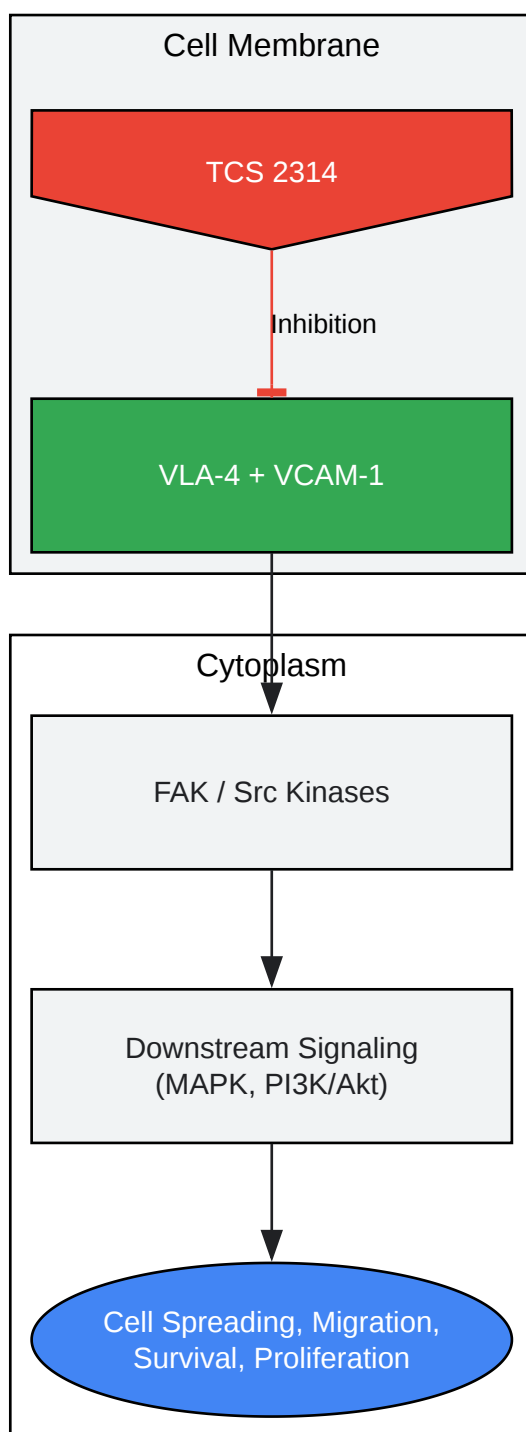 Cell Membrane
TCS 2314
Inhibition
VLA-4 + VCAM-1
Cytoplasm
FAK / Src Kinases
Downstream Signaling
(MAPK, PI3K/Akt)
Cell Spreading, Migration,
Survival, Proliferation